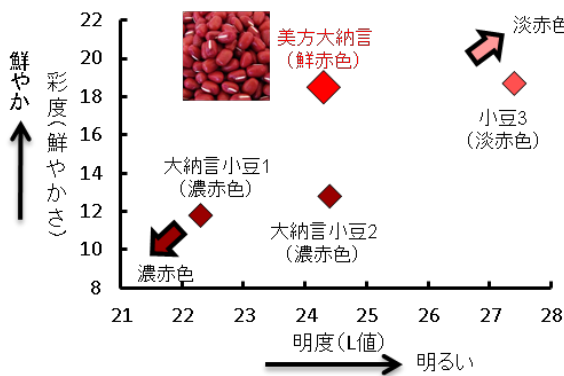 鮮やか
彩度(鮮やかさ)
22
20
18
16
14
12
10
8
美方大納言
(鮮赤色)
淡赤色
小豆3
(淡赤色)
大納言小豆1
(濃赤色)
大納言小豆2
(濃赤色)
濃赤色
21 22 23 24 25 26 27 28
明度(L値)
明るい